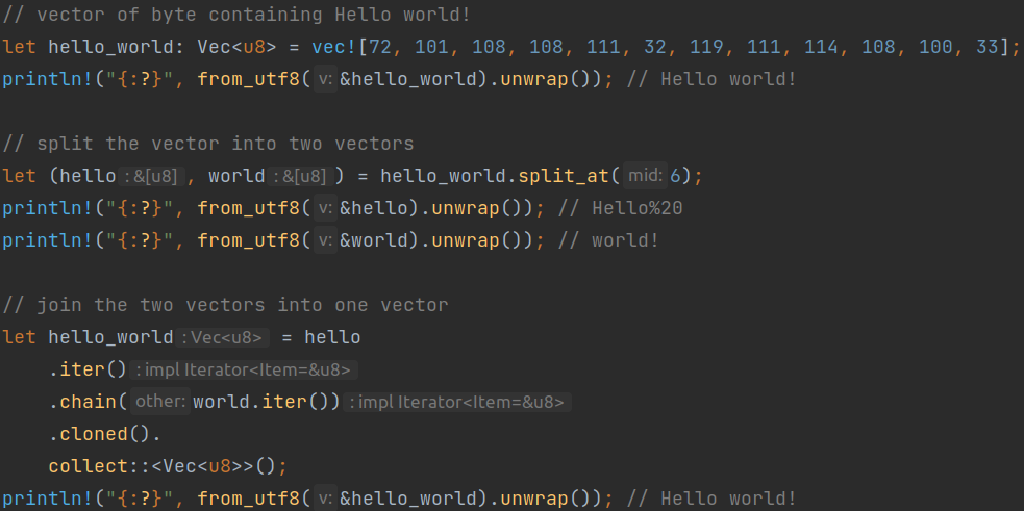 // vector of byte containing Hello world!
let hello_world: Vec<u8> = vec![72, 101, 108, 108, 111, 32, 119, 111, 114, 108, 100, 33];
println!("{:?}", from_utf8( v: &hello_world).unwrap()); // Hello world!
// split the vector into two vectors
let (hello : &[u8] , world : &[u8] ) = hello_world.split_at( mid: 6);
println!("{:?}", from_utf8( v: &hello).unwrap()); // Hello%20
println!("{:?}", from_utf8( v: &world).unwrap()); // world!
// join the two vectors into one vector
let hello_world : Vec<u8> = hello
.iter() : impl Iterator<Item=&u8>
.chain( other: world.iter()) : impl Iterator<Item=&u8>
.cloned().
collect::<Vec<u8>>();
println!("{:?}", from_utf8( v: &hello_world).unwrap()); // Hello world!